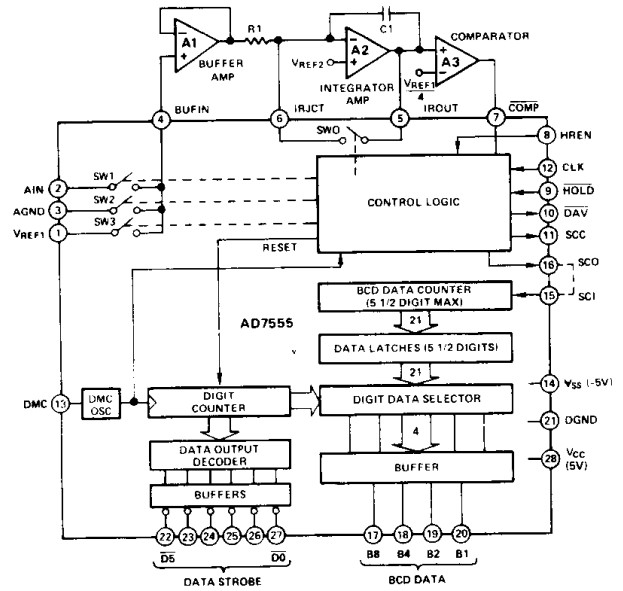 A1
BUFFER
AMP
R1
C1
VREF2
A2
INTEGRATOR
AMP
COMPARATOR
A3
VREF1
4
BUFIN
IRJCT
IROUT
COMP
4
6
5
7
SWO
8 HREN
AIN 2 SW1
AGND 3 SW2
VREF1 1 SW3
CONTROL LOGIC
12 CLK
9 HOLD
10 DAV
11 SCC
RESET
16 SCO
15 SCI
BCD DATA COUNTER
(5 1/2 DIGIT MAX)
21
AD7555
DATA LATCHES (5 1/2 DIGITS)
21
14 VSS (-5V)
DMC 13
DMC
OSC
DIGIT
COUNTER
DIGIT DATA SELECTOR
21 DGND
4
DATA OUTPUT
DECODER
BUFFER
28 VCC
(5V)
BUFFERS
22 23 24 25 26 27
17 18 19 20
D5 D0
B8 B4 B2 B1
DATA STROBE
BCD DATA